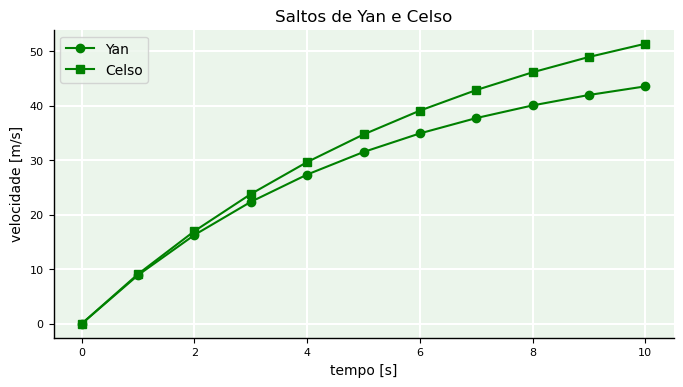 Saltos de Yan e Celso
Yan
Celso
velocidade [m/s]
50
40
30
20
10
0
0 2 4 6 8 10
tempo [s]